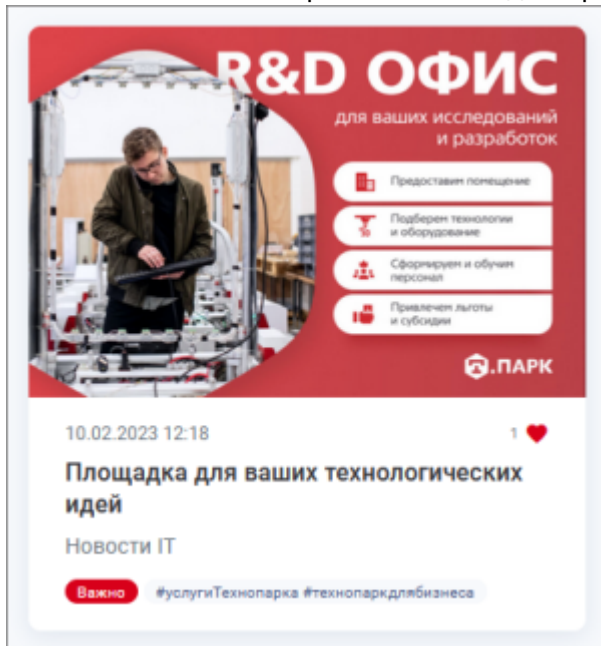 R&D ОФИС
для ваших исследований
и разработок
Предоставим помещение
Подберем технологии
и оборудование
Сформируем и обучим
персонал
Привлечем льготы
и субсидии
.ПАРК
10.02.2023 12:18
1
Площадка для ваших технологических
идей
Новости IT
Важно #услугиТехнопарка #технопаркдлябизнеса